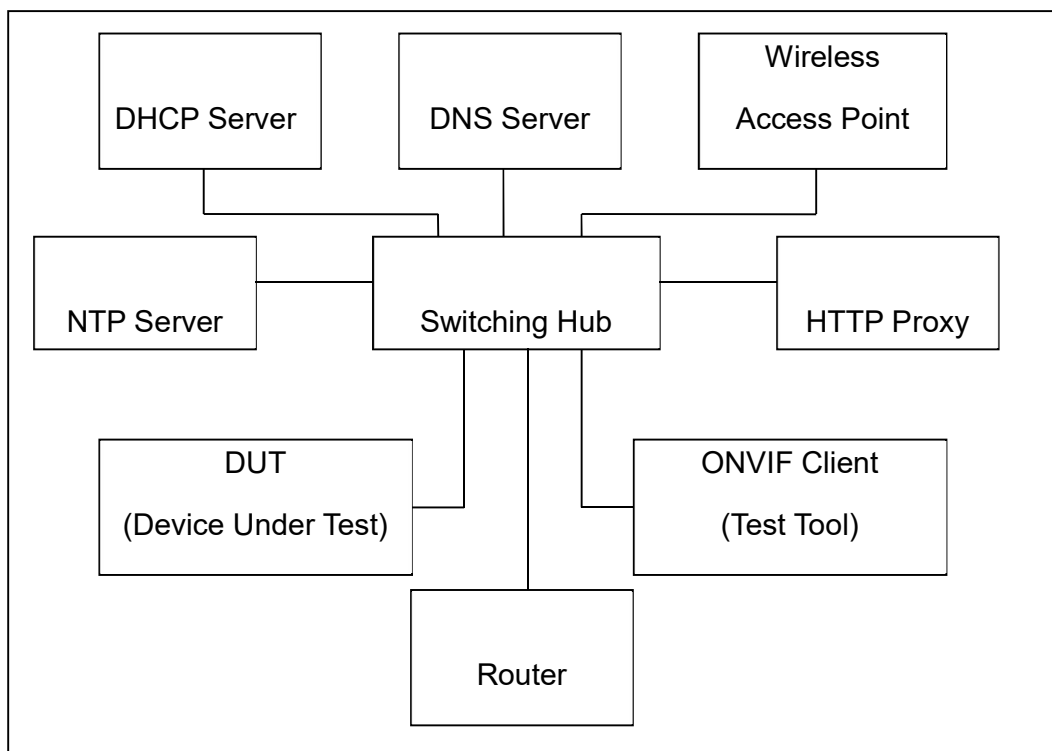 DHCP Server
DNS Server
Wireless
Access Point
NTP Server
Switching Hub
HTTP Proxy
DUT
(Device Under Test)
ONVIF Client
(Test Tool)
Router